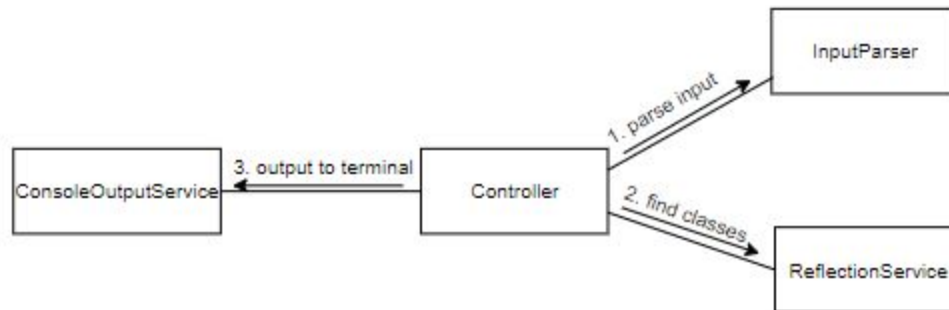 InputParser
1. parse input
3. output to terminal
ConsoleOutputService
Controller
2. find classes
ReflectionService